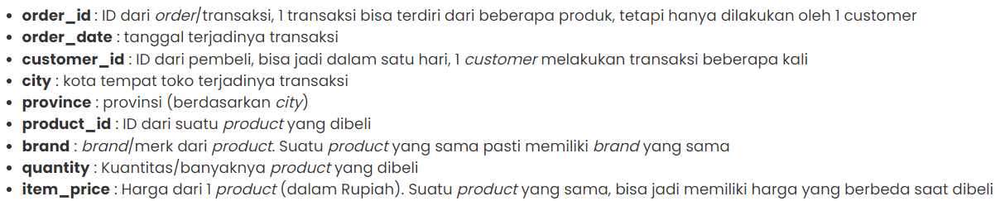 • order_id : ID dari order/transaksi, 1 transaksi bisa terdiri dari beberapa produk, tetapi hanya dilakukan oleh 1 customer
• order_date : tanggal terjadinya transaksi
• customer_id : ID dari pembeli, bisa jadi dalam satu hari, 1 customer melakukan transaksi beberapa kali
• city : kota tempat toko terjadinya transaksi
• province : provinsi (berdasarkan city)
• product_id : ID dari suatu product yang dibeli
• brand : brand/merk dari product. Suatu product yang sama pasti memiliki brand yang sama
• quantity : Kuantitas/banyaknya product yang dibeli
• item_price : Harga dari 1 product (dalam Rupiah). Suatu product yang sama, bisa jadi memiliki harga yang berbeda saat dibeli